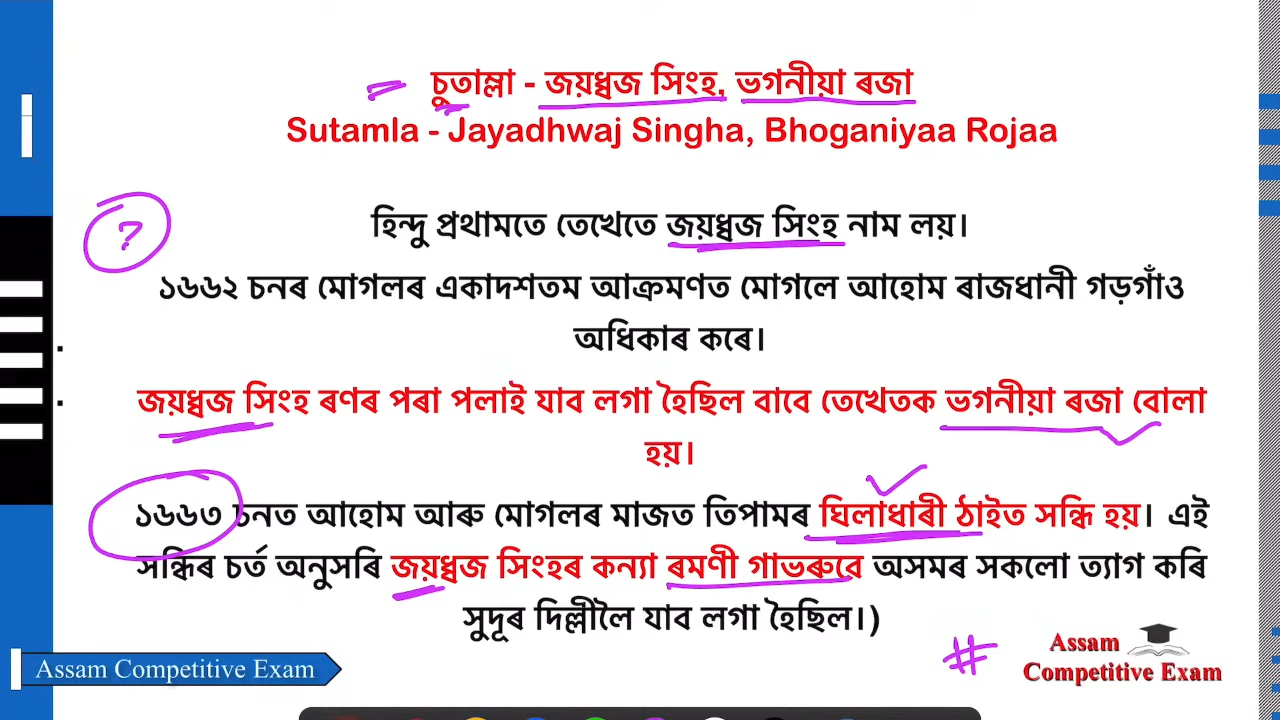 চুতাম্লা - জয়ধ্বজ সিংহ, ভগনীয়া ৰজা
Sutamla - Jayadhwaj Singha, Bhoganiyaa Rojaa
?
হিন্দু প্ৰথামতে তেখেতে জয়ধ্বজ সিংহ নাম লয়।
১৬৬২ চনৰ মোগলৰ একাদশতম আক্ৰমণত মোগলে আহোম ৰাজধানী গড়গাঁও
অধিকাৰ কৰে।
জয়ধ্বজ সিংহ ৰণৰ পৰা পলাই যাব লগা হৈছিল বাবে তেখেতক ভগনীয়া ৰজা বোলা
হয়।
১৬৬৩ চনত আহোম আৰু মোগলৰ মাজত তিপামৰ ঘিলাধাৰী ঠাইত সন্ধি হয়। এই
সন্ধিৰ চৰ্ত অনুসৰি জয়ধ্বজ সিংহৰ কন্যা ৰমণী গাভৰুৱে অসমৰ সকলো ত্যাগ কৰি
সুদূৰ দিল্লীলৈ যাব লগা হৈছিল।)
#
Assam
Competitive Exam
Assam Competitive Exam